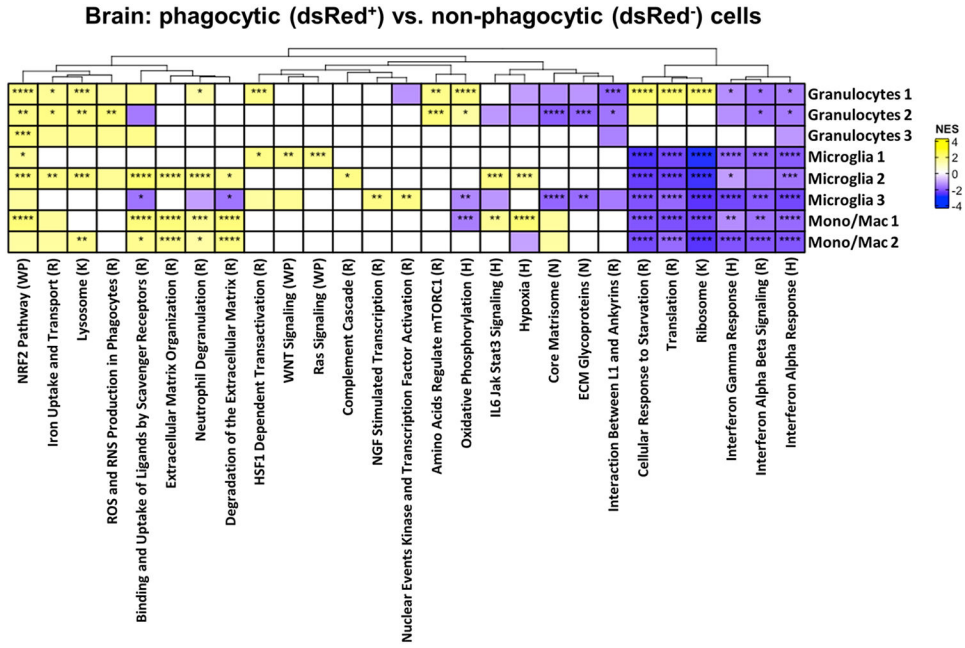 Brain: phagocytic (dsRed⁺) vs. non-phagocytic (dsRed⁻) cells
**** * *** * *** ** **** *** **** **** **** * * * Granulocytes 1
** * ** ** *** * **** *** * * * Granulocytes 2
*** Granulocytes 3
* * ** *** **** **** **** **** *** **** Microglia 1
*** ** *** **** **** **** * * *** *** **** **** **** * *** Microglia 2
* * ** ** ** **** ** **** **** **** **** *** **** Microglia 3
**** **** **** *** **** *** ** **** **** **** **** ** ** **** Mono/Mac 1
** * **** * **** **** **** **** **** **** **** Mono/Mac 2
NES
4
2
0
-2
-4
NRF2 Pathway (WP)
Iron Uptake and Transport (R)
Lysosome (K)
ROS and RNS Production in Phagocytes (R)
Binding and Uptake of Ligands by Scavenger Receptors (R)
Extracellular Matrix Organization (R)
Neutrophil Degranulation (R)
Degradation of the Extracellular Matrix (R)
HSF1 Dependent Transactivation (R)
WNT Signaling (WP)
Ras Signaling (WP)
Complement Cascade (R)
NGF Stimulated Transcription (R)
Nuclear Events Kinase and Transcription Factor Activation (R)
Amino Acids Regulate mTORC1 (R)
Oxidative Phosphorylation (H)
IL6 Jak Stat3 Signaling (H)
Hypoxia (H)
Core Matrisome (N)
ECM Glycoproteins (N)
Interaction Between L1 and Ankyrins (R)
Cellular Response to Starvation (R)
Translation (R)
Ribosome (K)
Interferon Gamma Response (H)
Interferon Alpha Beta Signaling (R)
Interferon Alpha Response (H)